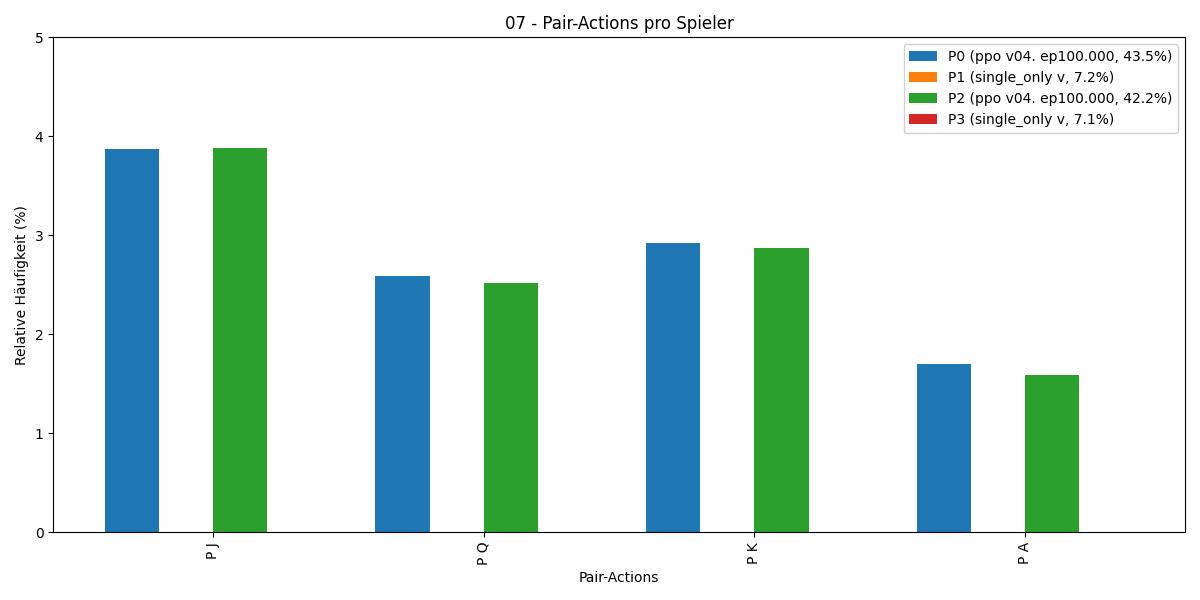 07 - Pair-Actions pro Spieler
P0 (ppo v04. ep100.000, 43.5%)
P1 (single_only v, 7.2%)
P2 (ppo v04. ep100.000, 42.2%)
P3 (single_only v, 7.1%)
Relative Häufigkeit (%)
5
4
3
2
1
0
P J
P Q
P K
P A
Pair-Actions